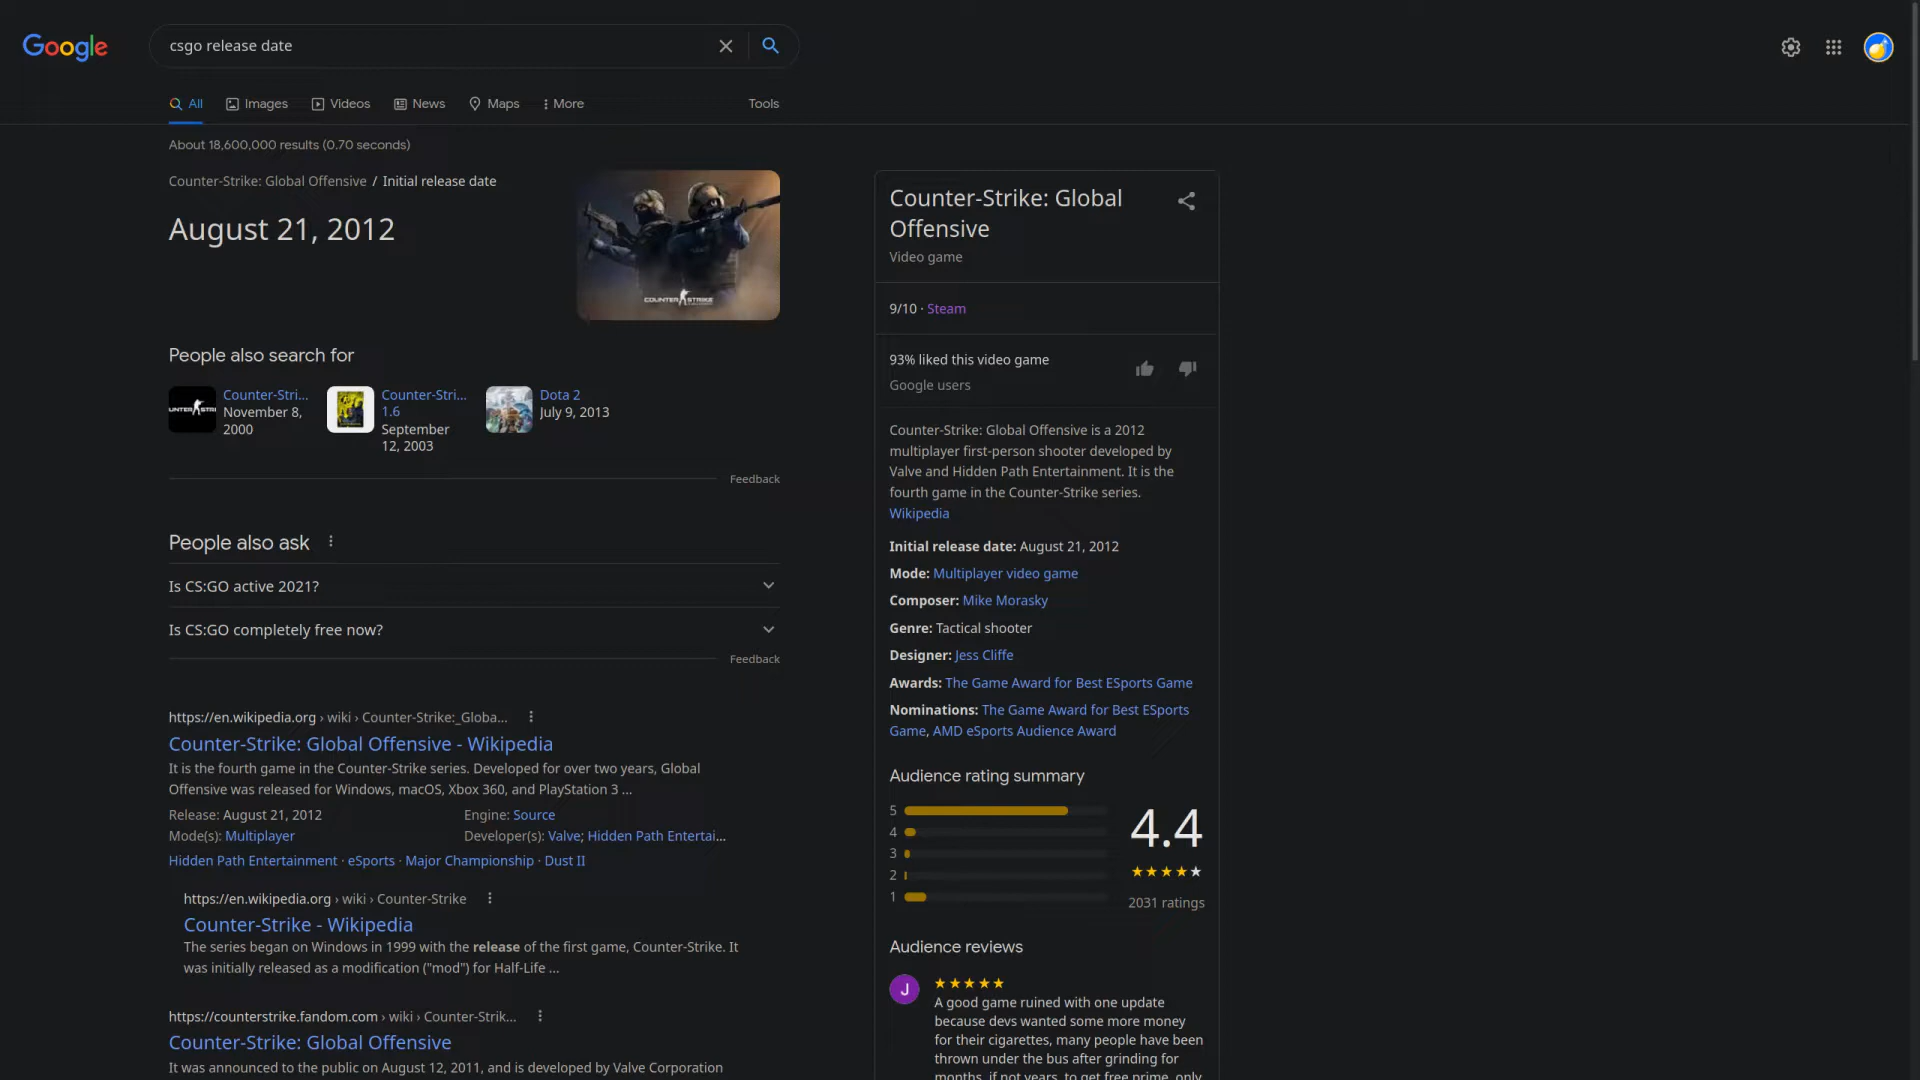 Google
csgo release date
All
Images
Videos
News
Maps
More
Tools
About 18,600,000 results (0.70 seconds)
Counter-Strike: Global Offensive / Initial release date
August 21, 2012
COUNTER STRIKE
People also search for
Counter-Stri...
November 8,
2000
Counter-Stri...
1.6
September
12, 2003
Dota 2
July 9, 2013
Feedback
People also ask
Is CS:GO active 2021?
Is CS:GO completely free now?
Feedback
https://en.wikipedia.org › wiki › Counter-Strike:_Globa...
Counter-Strike: Global Offensive - Wikipedia
It is the fourth game in the Counter-Strike series. Developed for over two years, Global
Offensive was released for Windows, macOS, Xbox 360, and PlayStation 3 ...
Release: August 21, 2012
Engine: Source
Mode(s): Multiplayer
Developer(s): Valve; Hidden Path Entertai...
Hidden Path Entertainment · eSports · Major Championship · Dust II
https://en.wikipedia.org › wiki › Counter-Strike
Counter-Strike - Wikipedia
The series began on Windows in 1999 with the release of the first game, Counter-Strike. It
was initially released as a modification ("mod") for Half-Life ...
https://counterstrike.fandom.com › wiki › Counter-Strik...
Counter-Strike: Global Offensive
It was announced to the public on August 12, 2011, and is developed by Valve Corporation
Counter-Strike: Global
Offensive
Video game
9/10 · Steam
93% liked this video game
Google users
Counter-Strike: Global Offensive is a 2012
multiplayer first-person shooter developed by
Valve and Hidden Path Entertainment. It is the
fourth game in the Counter-Strike series.
Wikipedia
Initial release date: August 21, 2012
Mode: Multiplayer video game
Composer: Mike Morasky
Genre: Tactical shooter
Designer: Jess Cliffe
Awards: The Game Award for Best ESports Game
Nominations: The Game Award for Best ESports
Game, AMD eSports Audience Award
Audience rating summary
5
4
3
2
1
4.4
2031 ratings
Audience reviews
J
A good game ruined with one update
because devs wanted some more money
for their cigarettes, many people have been
thrown under the bus after grinding for
months, if not years, to get free prime, only